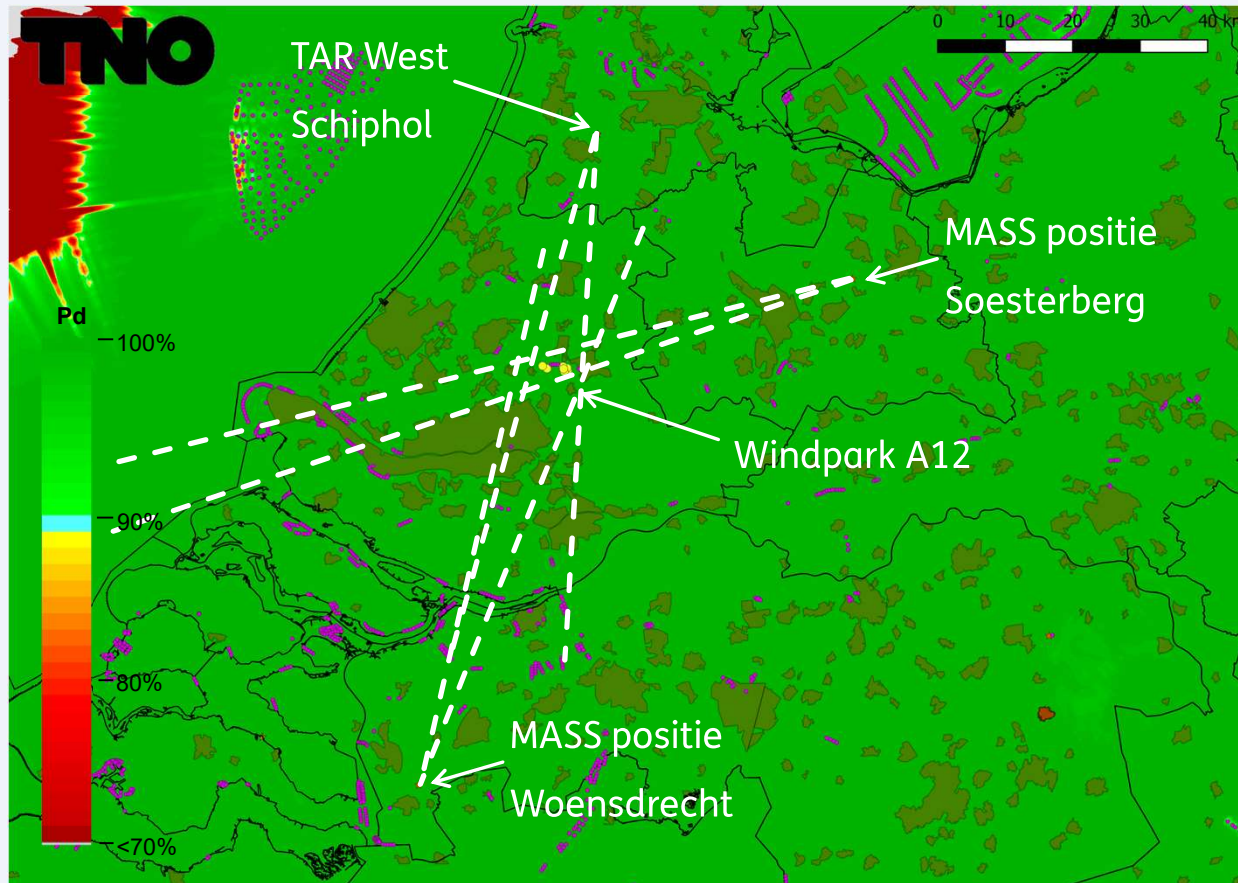 TNO
0 10 20 30 40 km
TAR West
Schiphol
MASS positie
Soesterberg
Pd
100%
90%
80%
<70%
Windpark A12
MASS positie
Woensdrecht